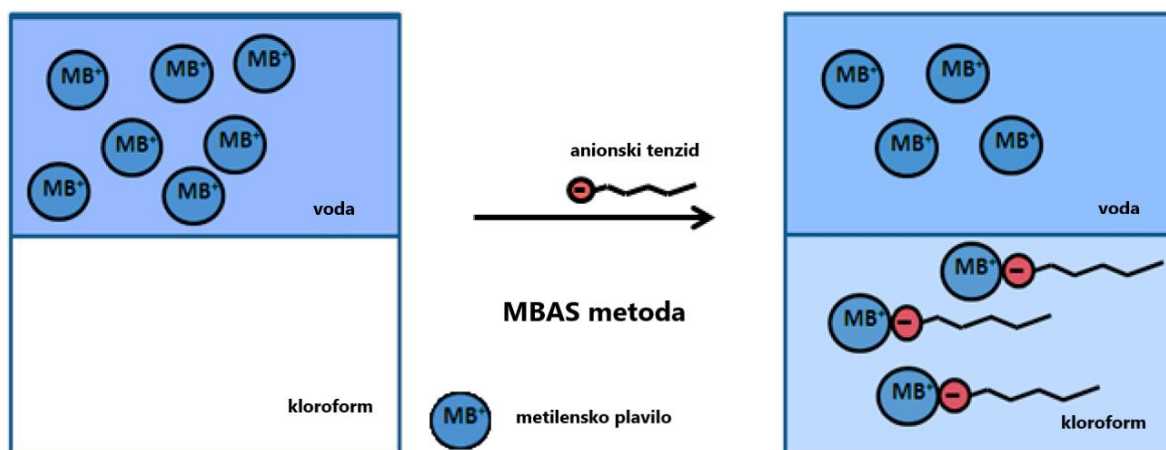 MB⁺
MB⁺
MB⁺
MB⁺
MB⁺
MB⁺
MB⁺
voda
kloroform
anionski tenzid
−
MBAS metoda
MB⁺
metilensko plavilo
MB⁺
MB⁺
MB⁺
MB⁺
voda
MB⁺ −
MB⁺ −
MB⁺ −
kloroform